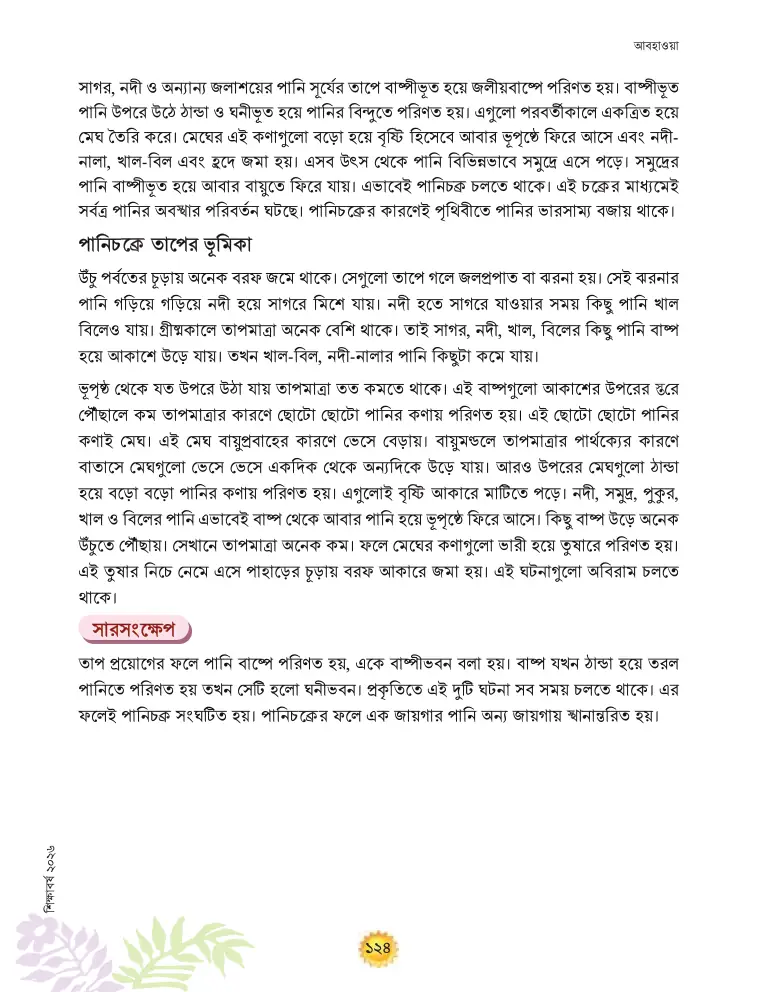 আবহাওয়া
সাগর, নদী ও অন্যান্য জলাশয়ের পানি সূর্যের তাপে বাষ্পীভূত হয়ে জলীয়বাষ্পে পরিণত হয়। বাষ্পীভূত
পানি উপরে উঠে ঠান্ডা ও ঘনীভূত হয়ে পানির বিন্দুতে পরিণত হয়। এগুলো পরবর্তীকালে একত্রিত হয়ে
মেঘ তৈরি করে। মেঘের এই কণাগুলো বড়ো হয়ে বৃষ্টি হিসেবে আবার ভূপৃষ্ঠে ফিরে আসে এবং নদী-
নালা, খাল-বিল এবং হ্রদে জমা হয়। এসব উৎস থেকে পানি বিভিন্নভাবে সমুদ্রে এসে পড়ে। সমুদ্রের
পানি বাষ্পীভূত হয়ে আবার বায়ুতে ফিরে যায়। এভাবেই পানিচক্র চলতে থাকে। এই চক্রের মাধ্যমেই
সর্বত্র পানির অবস্থার পরিবর্তন ঘটছে। পানিচক্রের কারণেই পৃথিবীতে পানির ভারসাম্য বজায় থাকে।
পানিচক্রে তাপের ভূমিকা
উঁচু পর্বতের চূড়ায় অনেক বরফ জমে থাকে। সেগুলো তাপে গলে জলপ্রপাত বা ঝরনা হয়। সেই ঝরনার
পানি গড়িয়ে গড়িয়ে নদী হয়ে সাগরে মিশে যায়। নদী হতে সাগরে যাওয়ার সময় কিছু পানি খাল
বিলেও যায়। গ্রীষ্মকালে তাপমাত্রা অনেক বেশি থাকে। তাই সাগর, নদী, খাল, বিলের কিছু পানি বাষ্প
হয়ে আকাশে উড়ে যায়। তখন খাল-বিল, নদী-নালার পানি কিছুটা কমে যায়।
ভূপৃষ্ঠ থেকে যত উপরে উঠা যায় তাপমাত্রা তত কমতে থাকে। এই বাষ্পগুলো আকাশের উপরের স্তরে
পৌঁছালে কম তাপমাত্রার কারণে ছোটো ছোটো পানির কণায় পরিণত হয়। এই ছোটো ছোটো পানির
কণাই মেঘ। এই মেঘ বায়ুপ্রবাহের কারণে ভেসে বেড়ায়। বায়ুমন্ডলে তাপমাত্রার পার্থক্যের কারণে
বাতাসে মেঘগুলো ভেসে ভেসে একদিক থেকে অন্যদিকে উড়ে যায়। আরও উপরের মেঘগুলো ঠান্ডা
হয়ে বড়ো বড়ো পানির কণায় পরিণত হয়। এগুলোই বৃষ্টি আকারে মাটিতে পড়ে। নদী, সমুদ্র, পুকুর,
খাল ও বিলের পানি এভাবেই বাষ্প থেকে আবার পানি হয়ে ভূপৃষ্ঠে ফিরে আসে। কিছু বাষ্প উড়ে অনেক
উঁচুতে পৌঁছায়। সেখানে তাপমাত্রা অনেক কম। ফলে মেঘের কণাগুলো ভারী হয়ে তুষারে পরিণত হয়।
এই তুষার নিচে নেমে এসে পাহাড়ের চূড়ায় বরফ আকারে জমা হয়। এই ঘটনাগুলো অবিরাম চলতে
থাকে।
সারসংক্ষেপ
তাপ প্রয়োগের ফলে পানি বাষ্পে পরিণত হয়, একে বাষ্পীভবন বলা হয়। বাষ্প যখন ঠান্ডা হয়ে তরল
পানিতে পরিণত হয় তখন সেটি হলো ঘনীভবন। প্রকৃতিতে এই দুটি ঘটনা সব সময় চলতে থাকে। এর
ফলেই পানিচক্র সংঘটিত হয়। পানিচক্রের ফলে এক জায়গার পানি অন্য জায়গায় স্থানান্তরিত হয়।
শিক্ষাবর্ষ ২০২৬
১২৪